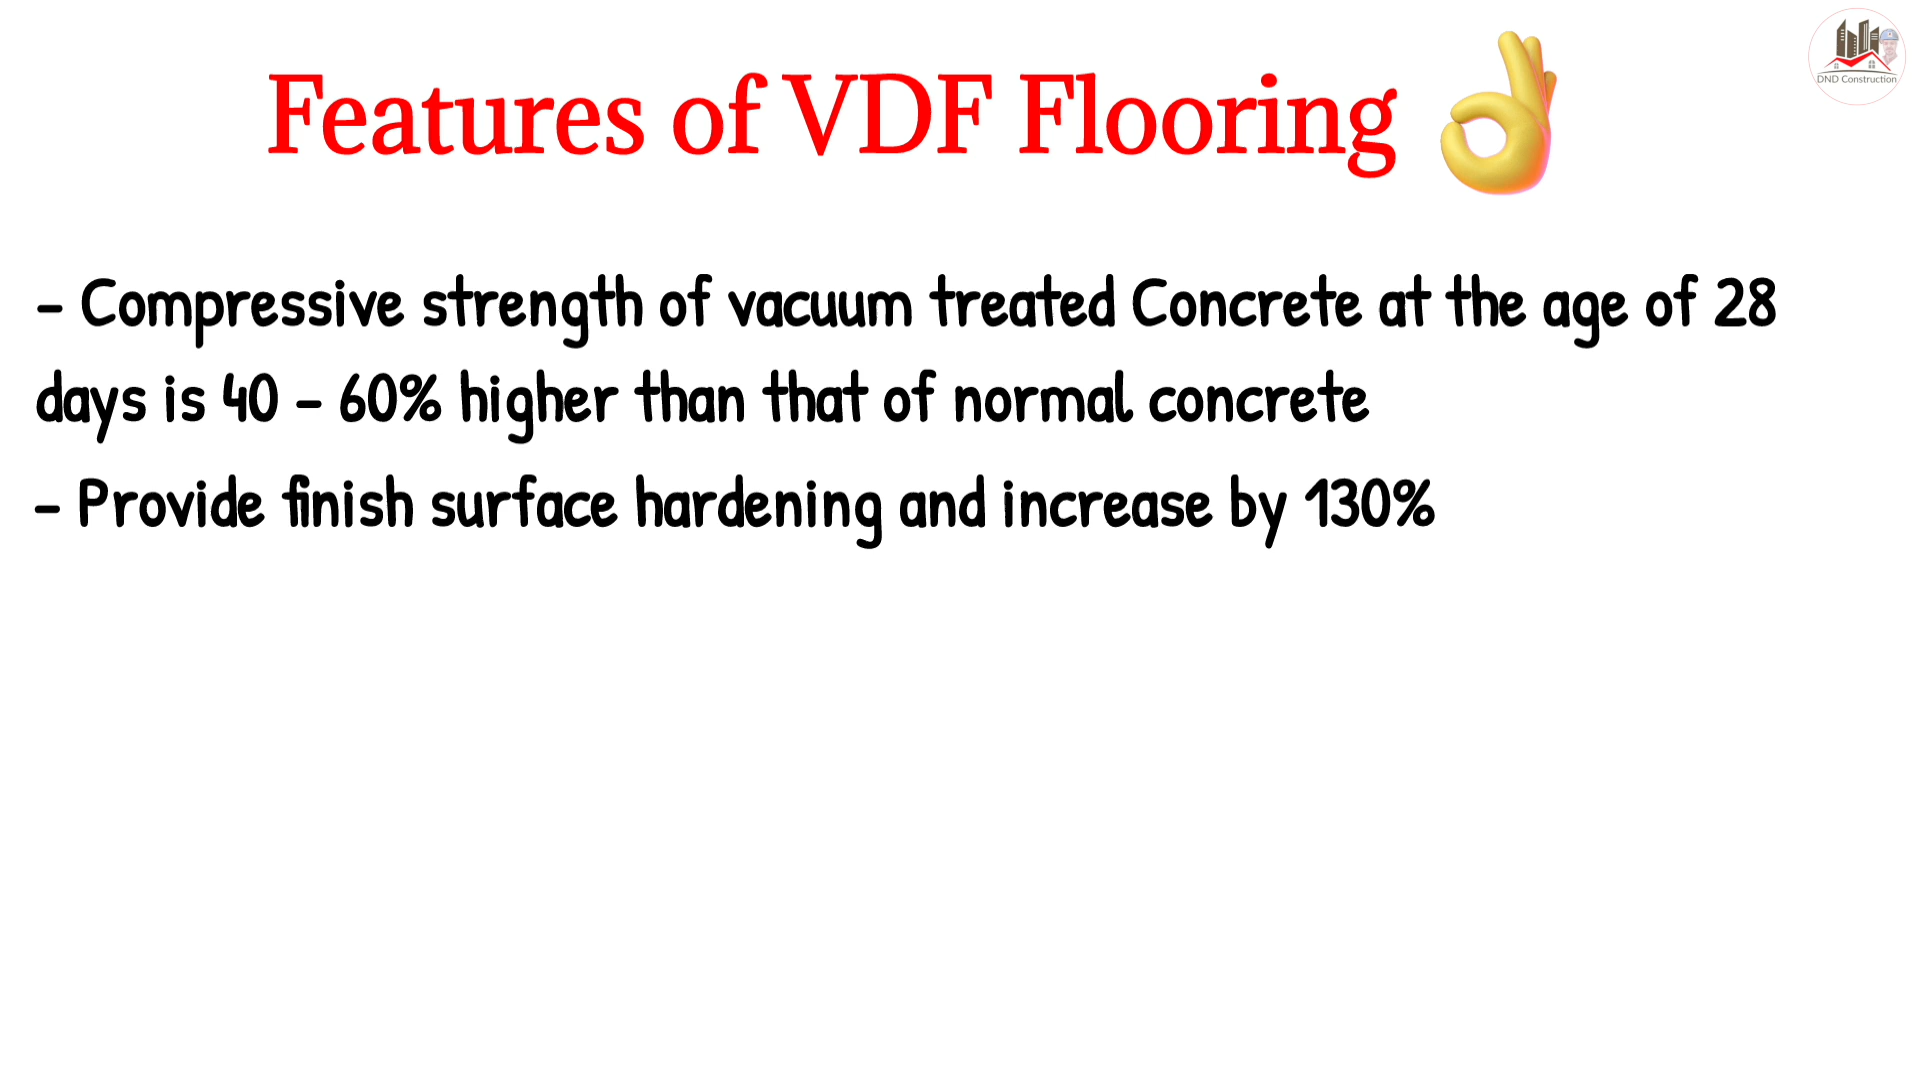 Features of VDF Flooring
DND Construction
- Compressive strength of vacuum treated Concrete at the age of 28
days is 40 - 60% higher than that of normal concrete
- Provide finish surface hardening and increase by 130%